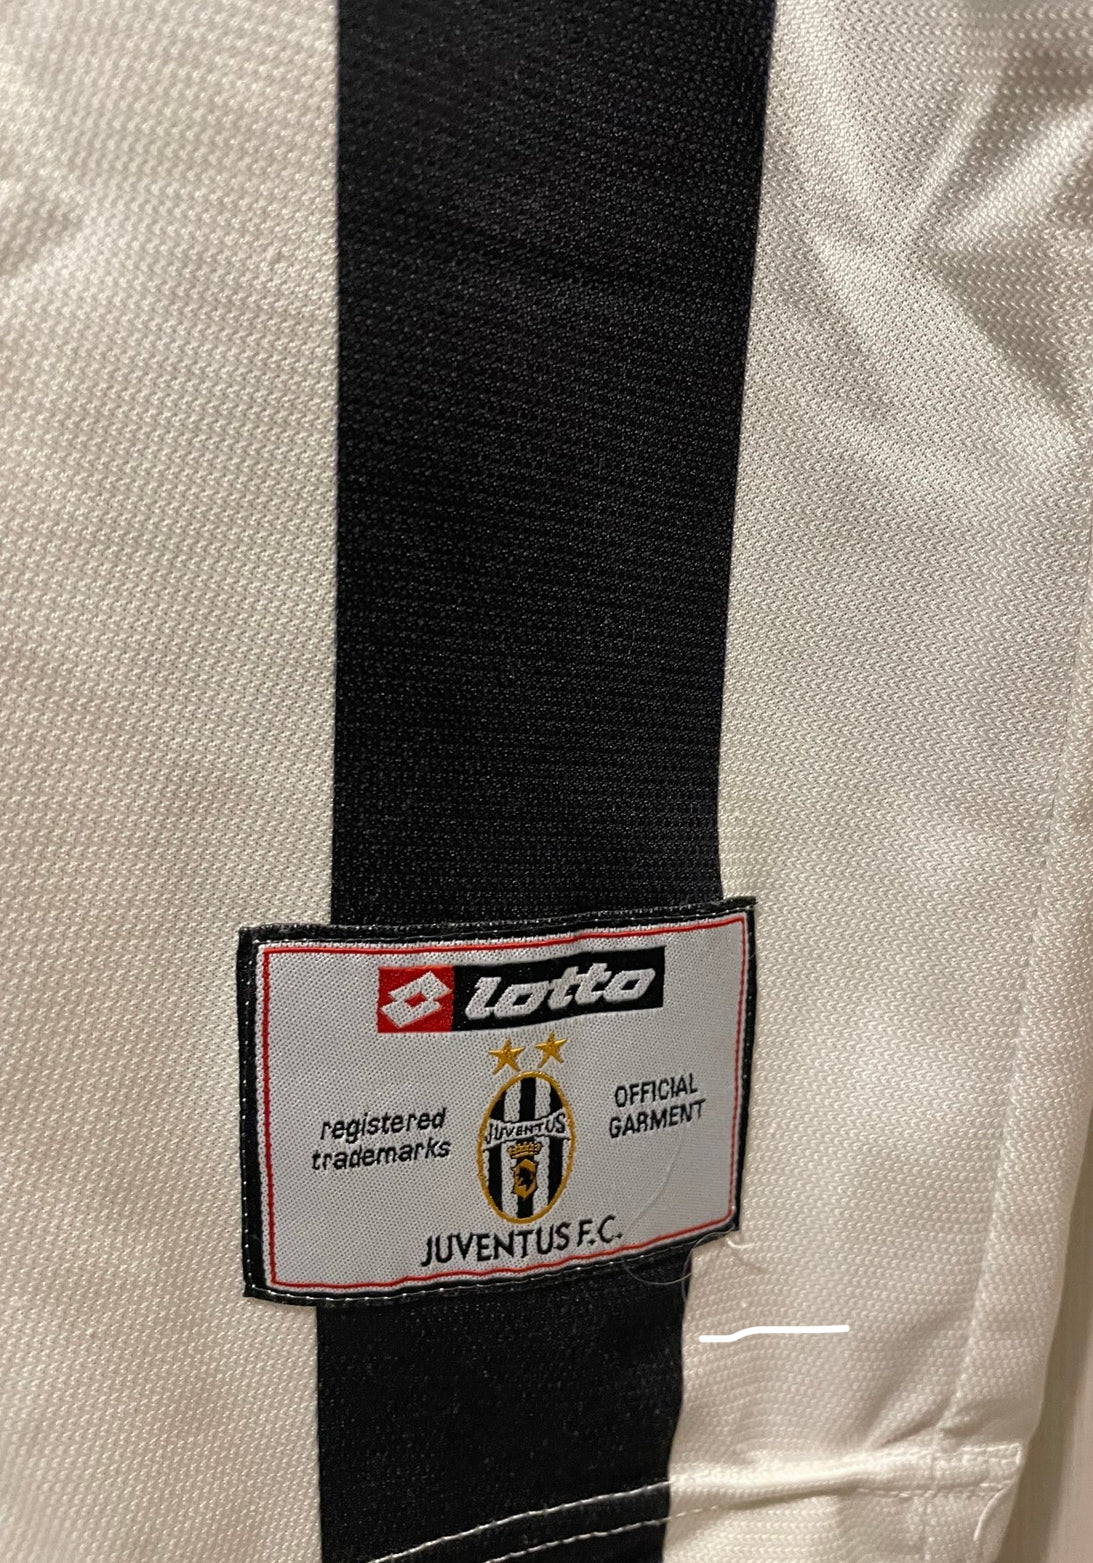 lotto
registered
trademarks
OFFICIAL
GARMENT
JUVENTUS
JUVENTUS F.C.